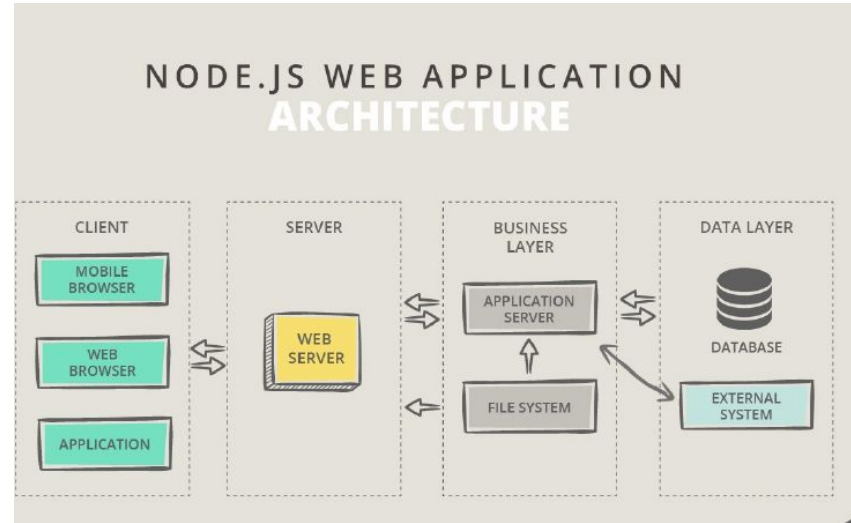 NODE.JS WEB APPLICATION
ARCHITECTURE
CLIENT
MOBILE
BROWSER
WEB
BROWSER
APPLICATION
SERVER
WEB
SERVER
BUSINESS
LAYER
APPLICATION
SERVER
FILE SYSTEM
DATA LAYER
DATABASE
EXTERNAL
SYSTEM